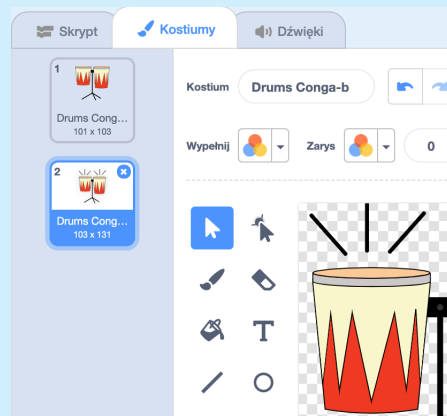 Skrypt
Kostiumy
Dźwięki
1
Drums Cong...
101 x 103
2
Drums Cong...
103 x 131
Kostium
Drums Conga-b
Wypełnij
Zarys
0
T